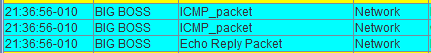 21:36:56-010 BIG BOSS ICMP_packet Network
21:36:56-010 BIG BOSS ICMP_packet Network
21:36:56-010 BIG BOSS Echo Reply Packet Network